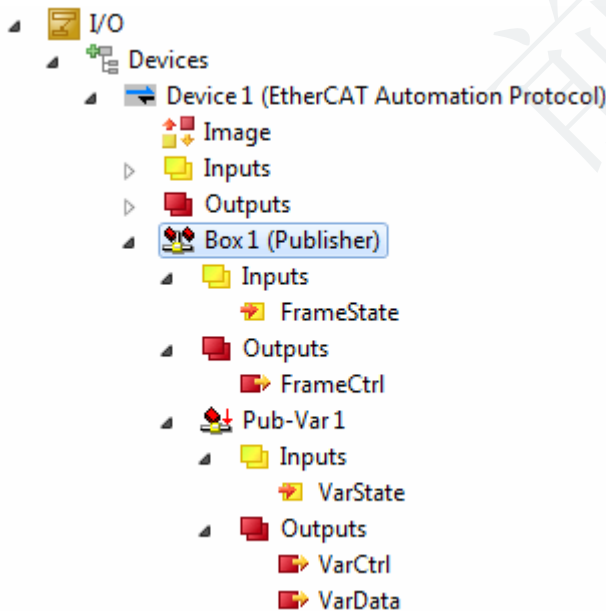 I/O
Devices
Device 1 (EtherCAT Automation Protocol)
Image
Inputs
Outputs
Box 1 (Publisher)
Inputs
FrameState
Outputs
FrameCtrl
Pub-Var 1
Inputs
VarState
Outputs
VarCtrl
VarData